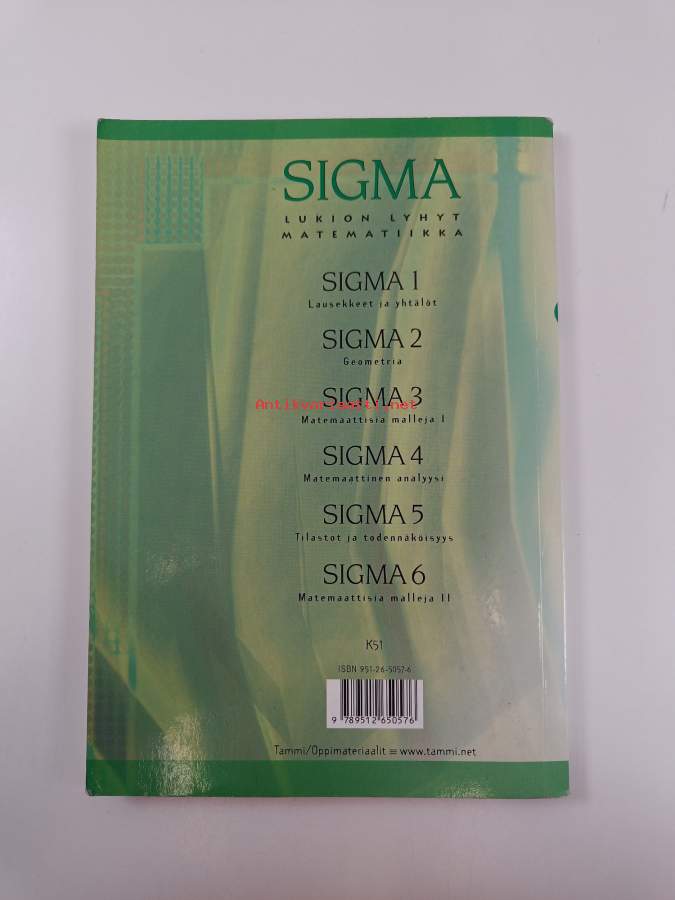 SIGMA
LUKION LYHYT
MATEMATIIKKA
SIGMA 1
Lausekkeet ja yhtälöt
SIGMA 2
Geometria
SIGMA 3
Antikvariaatti.net
Matemaattisia malleja I
SIGMA 4
Matemaattinen analyysi
SIGMA 5
Tilastot ja todennäköisyys
SIGMA 6
Matemaattisia malleja II
K51
ISBN 951-26-5057-6
9 789512 650576
Tammi/Oppimateriaalit = www.tammi.net